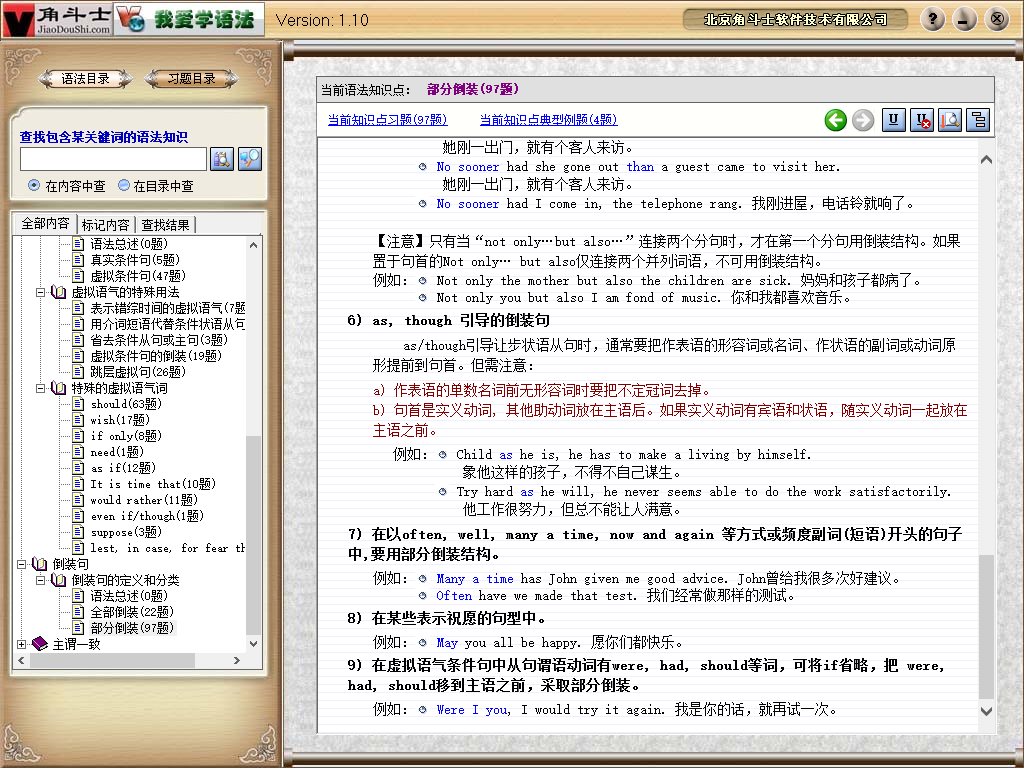 角斗士
JiaoDouShi.com
我爱学语法
Version: 1.10
北京角斗士软件技术有限公司
?
语法目录
习题目录
查找包含某关键词的语法知识
在内容中查 在目录中查
全部内容 标记内容 查找结果
语法总述(0题)
真实条件句(5题)
虚拟条件句(47题)
虚拟语气的特殊用法
表示错综时间的虚拟语气(7题
用介词短语代替条件状语从句
省去条件从句或主句(3题)
虚拟条件句的倒装(19题)
跳层虚拟句(26题)
特殊的虚拟语气词
should(63题)
wish(17题)
if only(8题)
need(1题)
as if(12题)
It is time that(10题)
would rather(11题)
even if/though(1题)
suppose(3题)
lest, in case, for fear th
倒装句
倒装句的定义和分类
语法总述(0题)
全部倒装(22题)
部分倒装(97题)
主谓一致
当前语法知识点： 部分倒装(97题)
当前知识点习题(97题) 当前知识点典型例题(4题)
U U
她刚一出门，就有个客人来访。
No sooner had she gone out than a guest came to visit her.
她刚一出门，就有个客人来访。
No sooner had I come in, the telephone rang. 我刚进屋，电话铃就响了。
【注意】只有当“not only…but also…”连接两个分句时，才在第一个分句用倒装结构。如果
置于句首的Not only… but also仅连接两个并列词语，不可用倒装结构。
例如： Not only the mother but also the children are sick. 妈妈和孩子都病了。
Not only you but also I am fond of music. 你和我都喜欢音乐。
6) as, though 引导的倒装句
as/though引导让步状语从句时，通常要把作表语的形容词或名词、作状语的副词或动词原
形提前到句首。但需注意：
a) 作表语的单数名词前无形容词时要把不定冠词去掉。
b) 句首是实义动词, 其他助动词放在主语后。如果实义动词有宾语和状语，随实义动词一起放在
主语之前。
例如： Child as he is, he has to make a living by himself.
象他这样的孩子，不得不自己谋生。
Try hard as he will, he never seems able to do the work satisfactorily.
他工作很努力，但总不能让人满意。
7) 在以often, well, many a time, now and again 等方式或频度副词(短语)开头的句子
中,要用部分倒装结构。
例如： Many a time has John given me good advice. John曾给我很多次好建议。
Often have we made that test. 我们经常做那样的测试。
8) 在某些表示祝愿的句型中。
例如： May you all be happy. 愿你们都快乐。
9) 在虚拟语气条件句中从句谓语动词有were, had, should等词，可将if省略，把 were,
had, should移到主语之前，采取部分倒装。
例如： Were I you, I would try it again. 我是你的话，就再试一次。